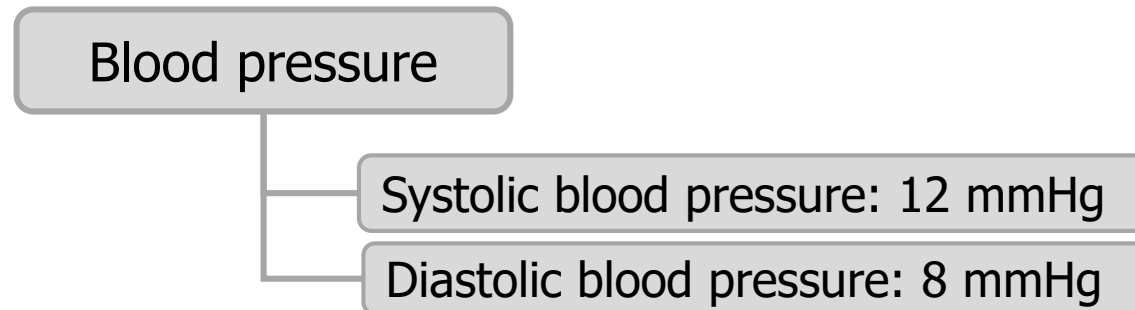 Blood pressure
Systolic blood pressure: 12 mmHg
Diastolic blood pressure: 8 mmHg